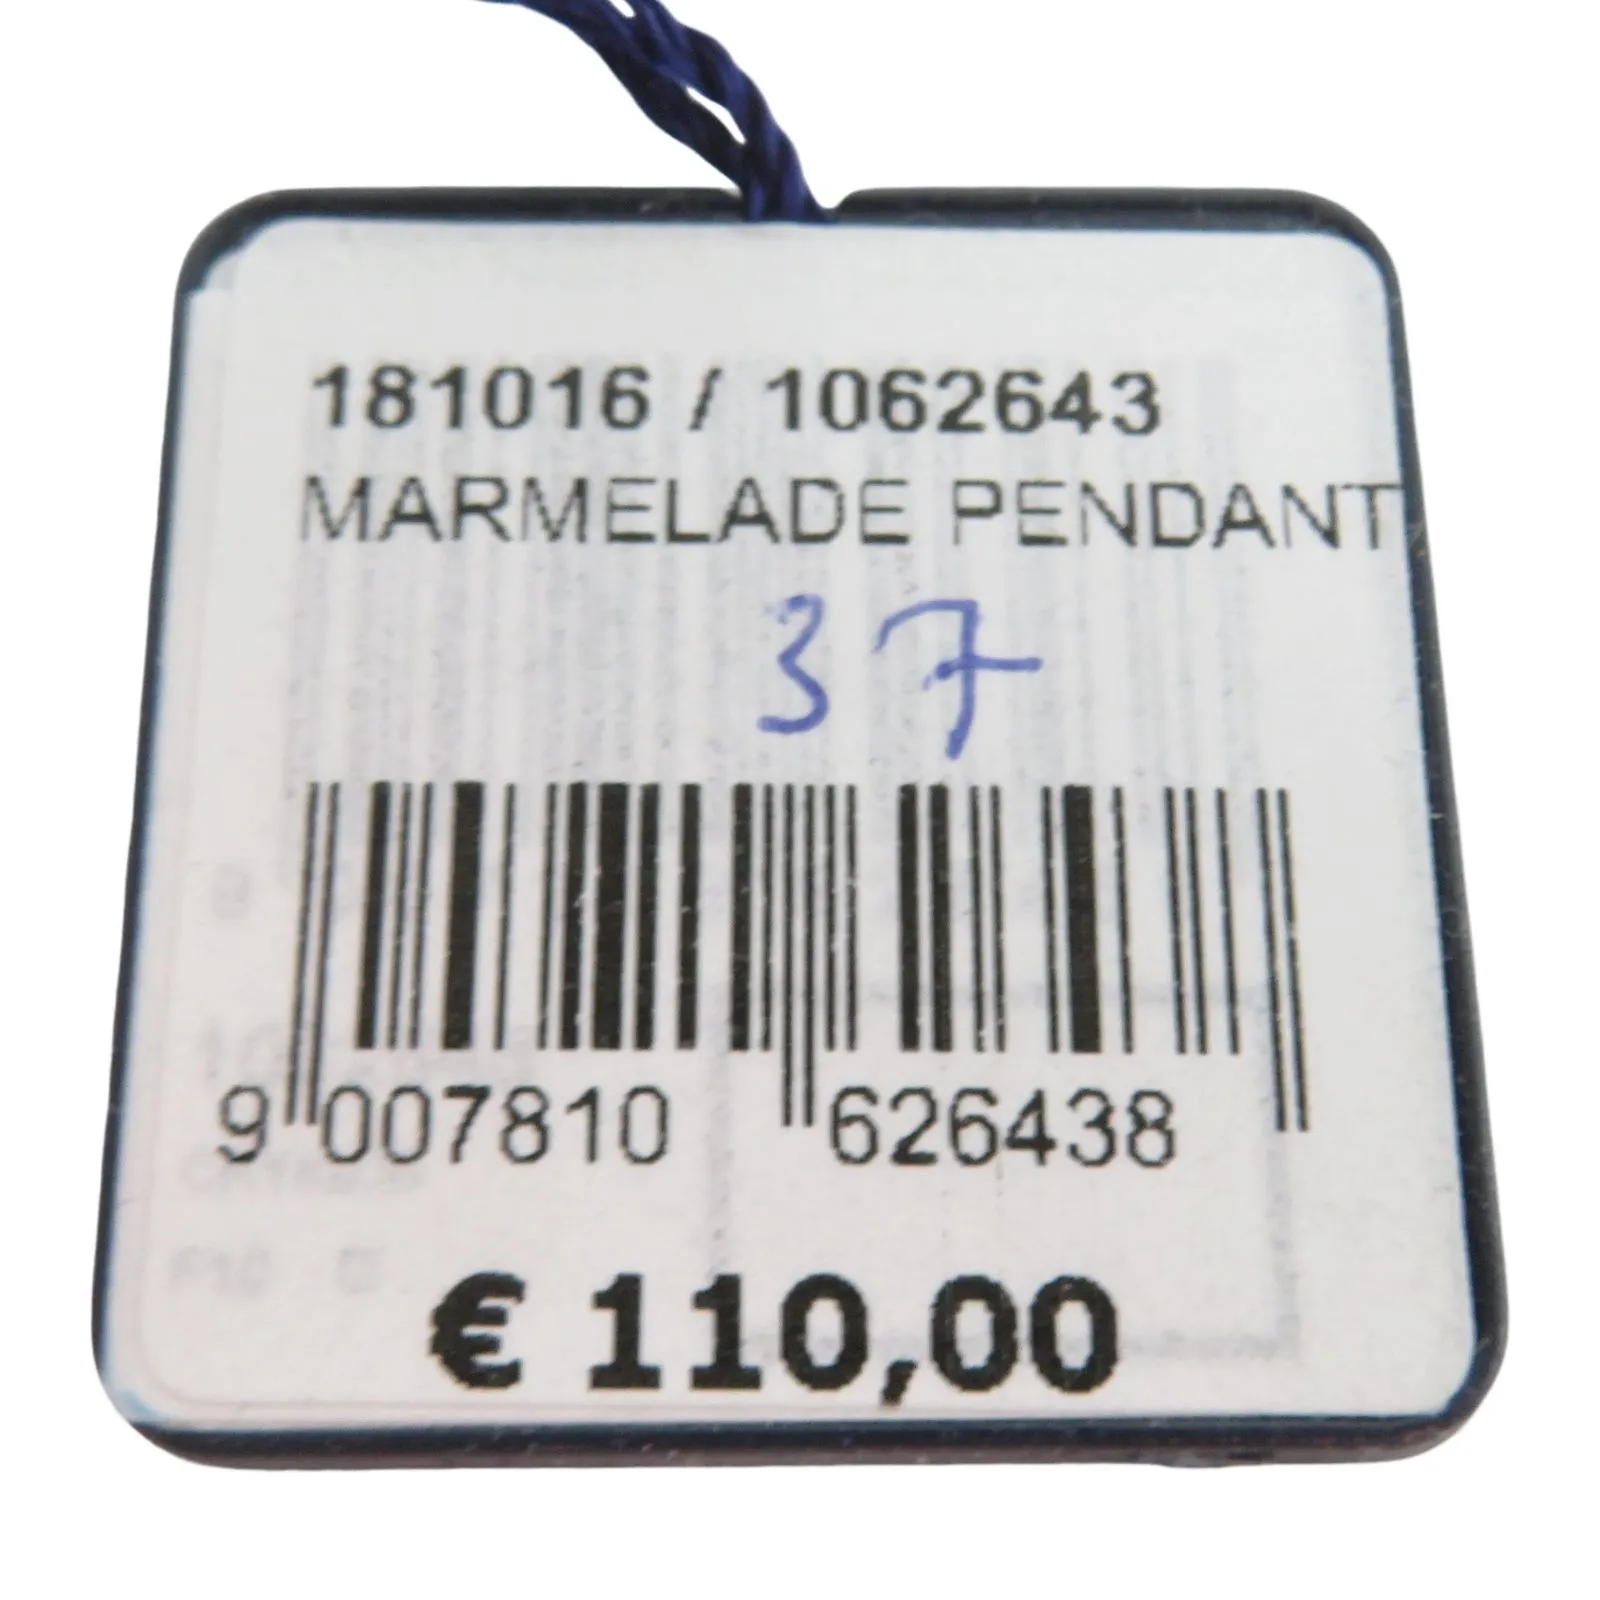 181016 / 1062643
MARMELADE PENDANT
37
9 007810 626438
€ 110,00